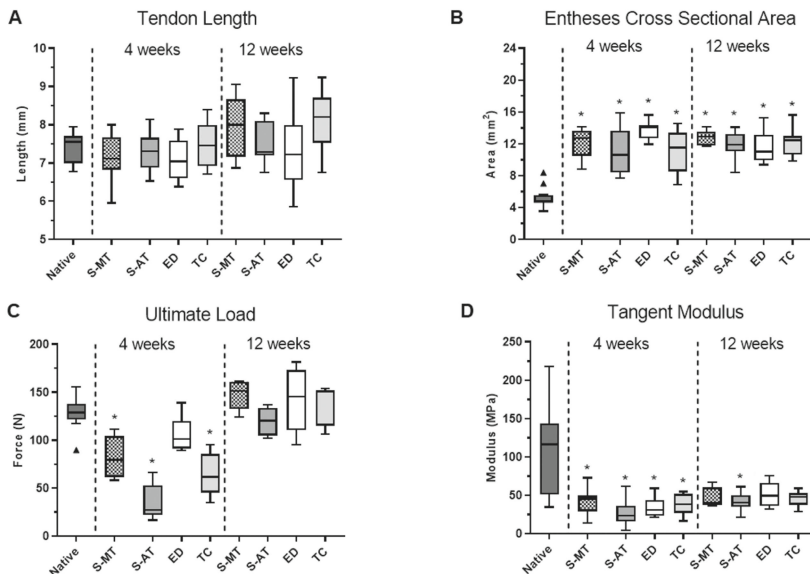 A
Tendon Length
4 weeks
12 weeks
Length (mm)
10
9
8
7
6
5
Native
S-MT
S-AT
ED
TC
S-MT
S-AT
ED
TC
B
Entheses Cross Sectional Area
4 weeks
12 weeks
Area (mm²)
24
20
16
12
8
4
0
* * * * * * * *
Native
S-MT
S-AT
ED
TC
S-MT
S-AT
ED
TC
C
Ultimate Load
4 weeks
12 weeks
Force (N)
200
150
100
50
0
* * *
Native
S-MT
S-AT
ED
TC
S-MT
S-AT
ED
TC
D
Tangent Modulus
4 weeks
12 weeks
Modulus (MPa)
250
200
150
100
50
0
* * * * *
Native
S-MT
S-AT
ED
TC
S-MT
S-AT
ED
TC